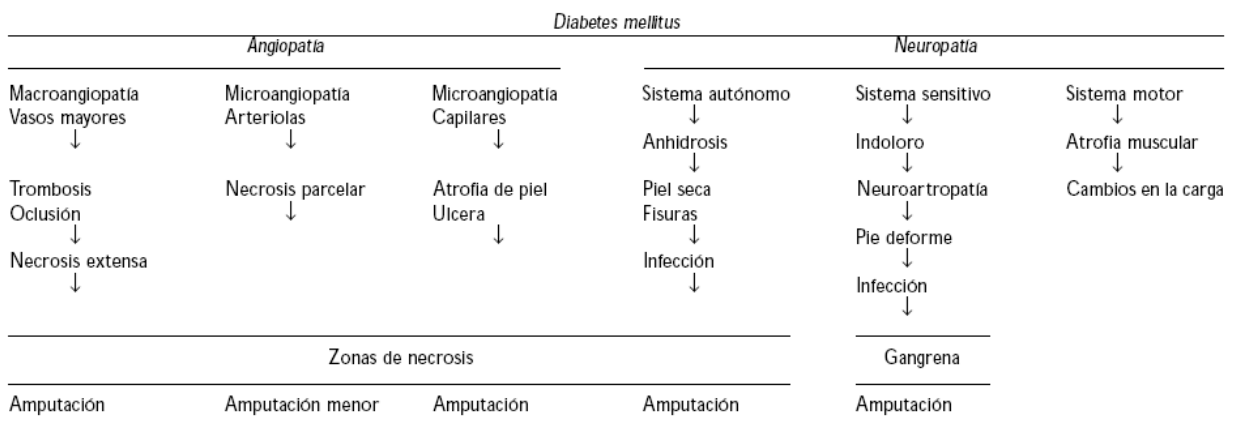 Diabetes mellitus
Angiopatía Neuropatía
Macroangiopatía Microangiopatía Microangiopatía Sistema autónomo Sistema sensitivo Sistema motor
Vasos mayores Arteriolas Capilares
Anhidrosis Indoloro Atrofia muscular
Trombosis Necrosis parcelar Atrofia de piel Piel seca Neuroartropatía Cambios en la carga
Oclusión Ulcera Fisuras
Pie deforme
Necrosis extensa Infección
Infección
Zonas de necrosis Gangrena
Amputación Amputación menor Amputación Amputación Amputación